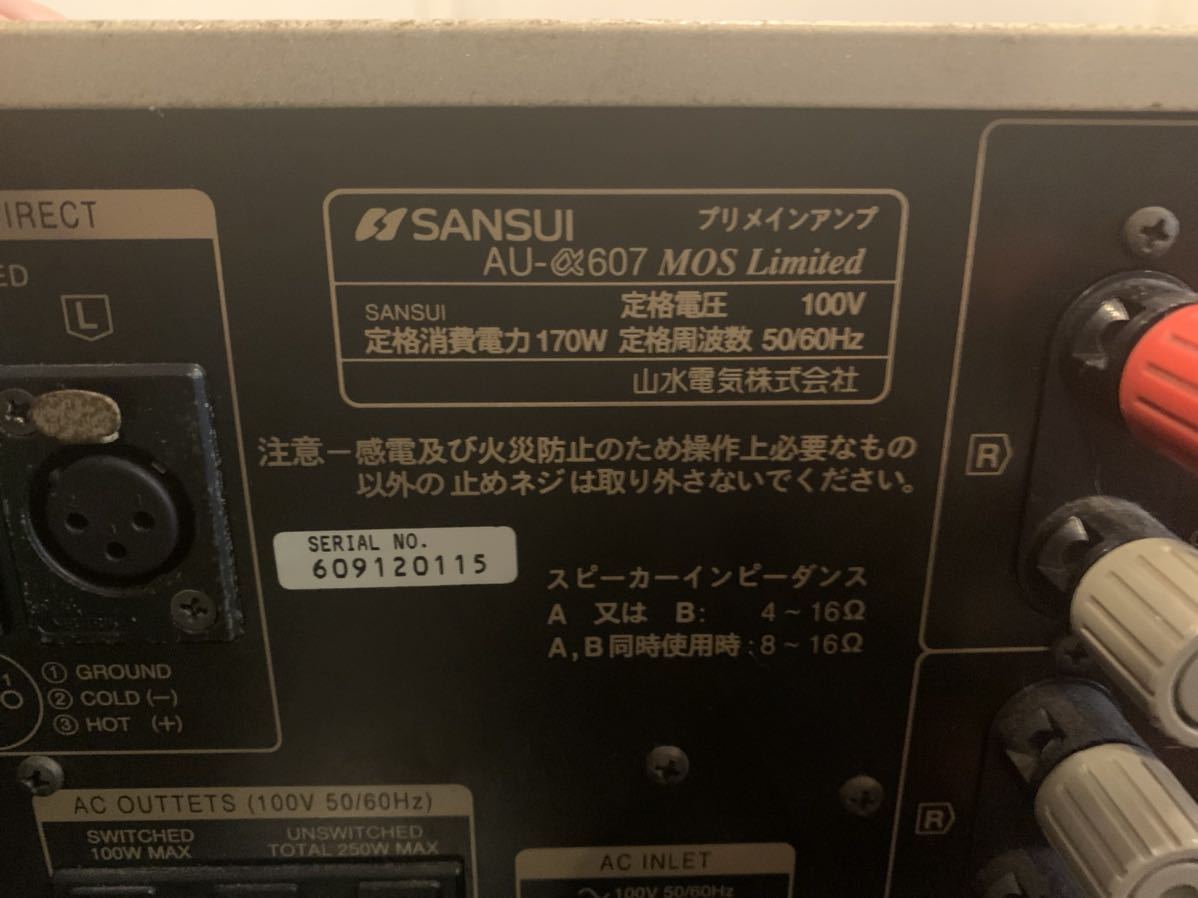 DIRECT
L
① GROUND
② COLD (−)
③ HOT (+)
SANSUI
プリメインアンプ
AU-α607 MOS Limited
SANSUI
定格電圧 100V
定格消費電力 170W 定格周波数 50/60Hz
山水電気株式会社
注意－感電及び火災防止のため操作上必要なもの
以外の止めネジは取り外さないでください。
SERIAL NO.
609120115
スピーカーインピーダンス
A 又は B: 4~16Ω
A,B同時使用時:8~16Ω
AC OUTTETS (100V 50/60Hz)
SWITCHED
100W MAX
UNSWITCHED
TOTAL 250W MAX
AC INLET
~100V 50/60Hz
R
R